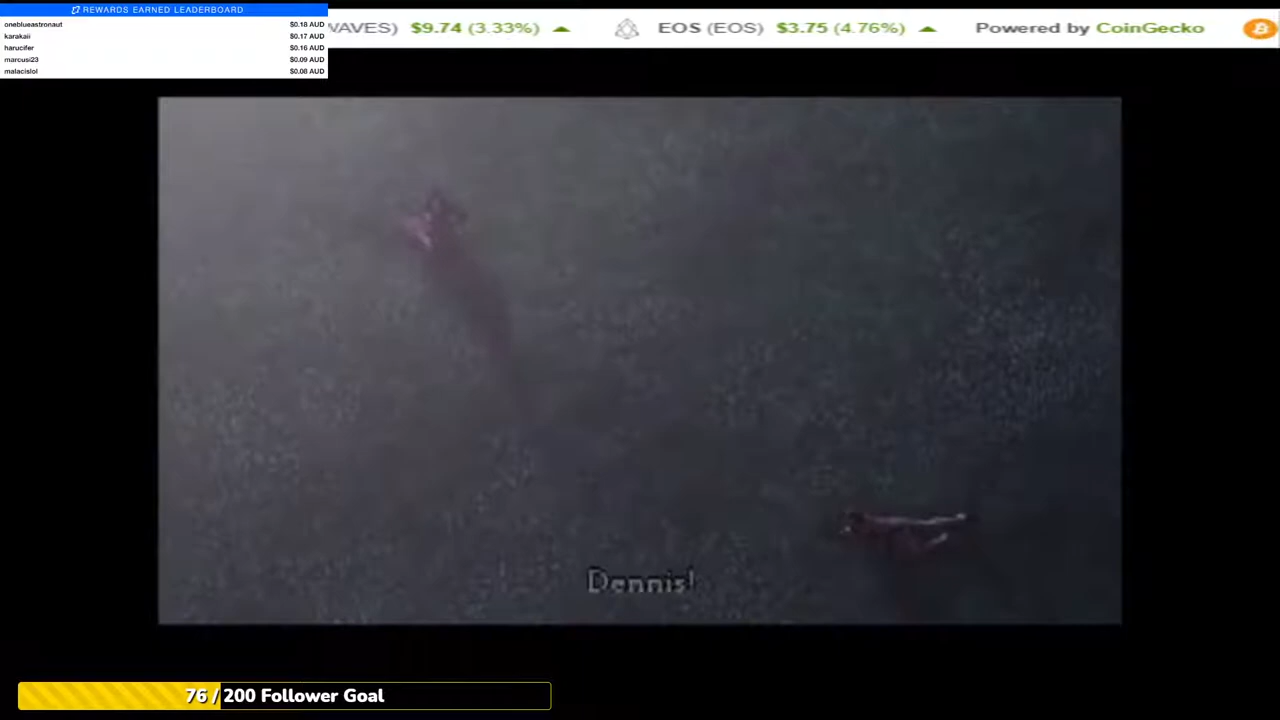 REWARDS EARNED LEADERBOARD
oneblueastronaut $0.18 AUD
karakaii $0.17 AUD
harucifer $0.16 AUD
marcusi23 $0.09 AUD
malacislol $0.08 AUD
WAVES) $9.74 (3.33%) EOS (EOS) $3.75 (4.76%) Powered by CoinGecko
Dennis!
76 / 200 Follower Goal